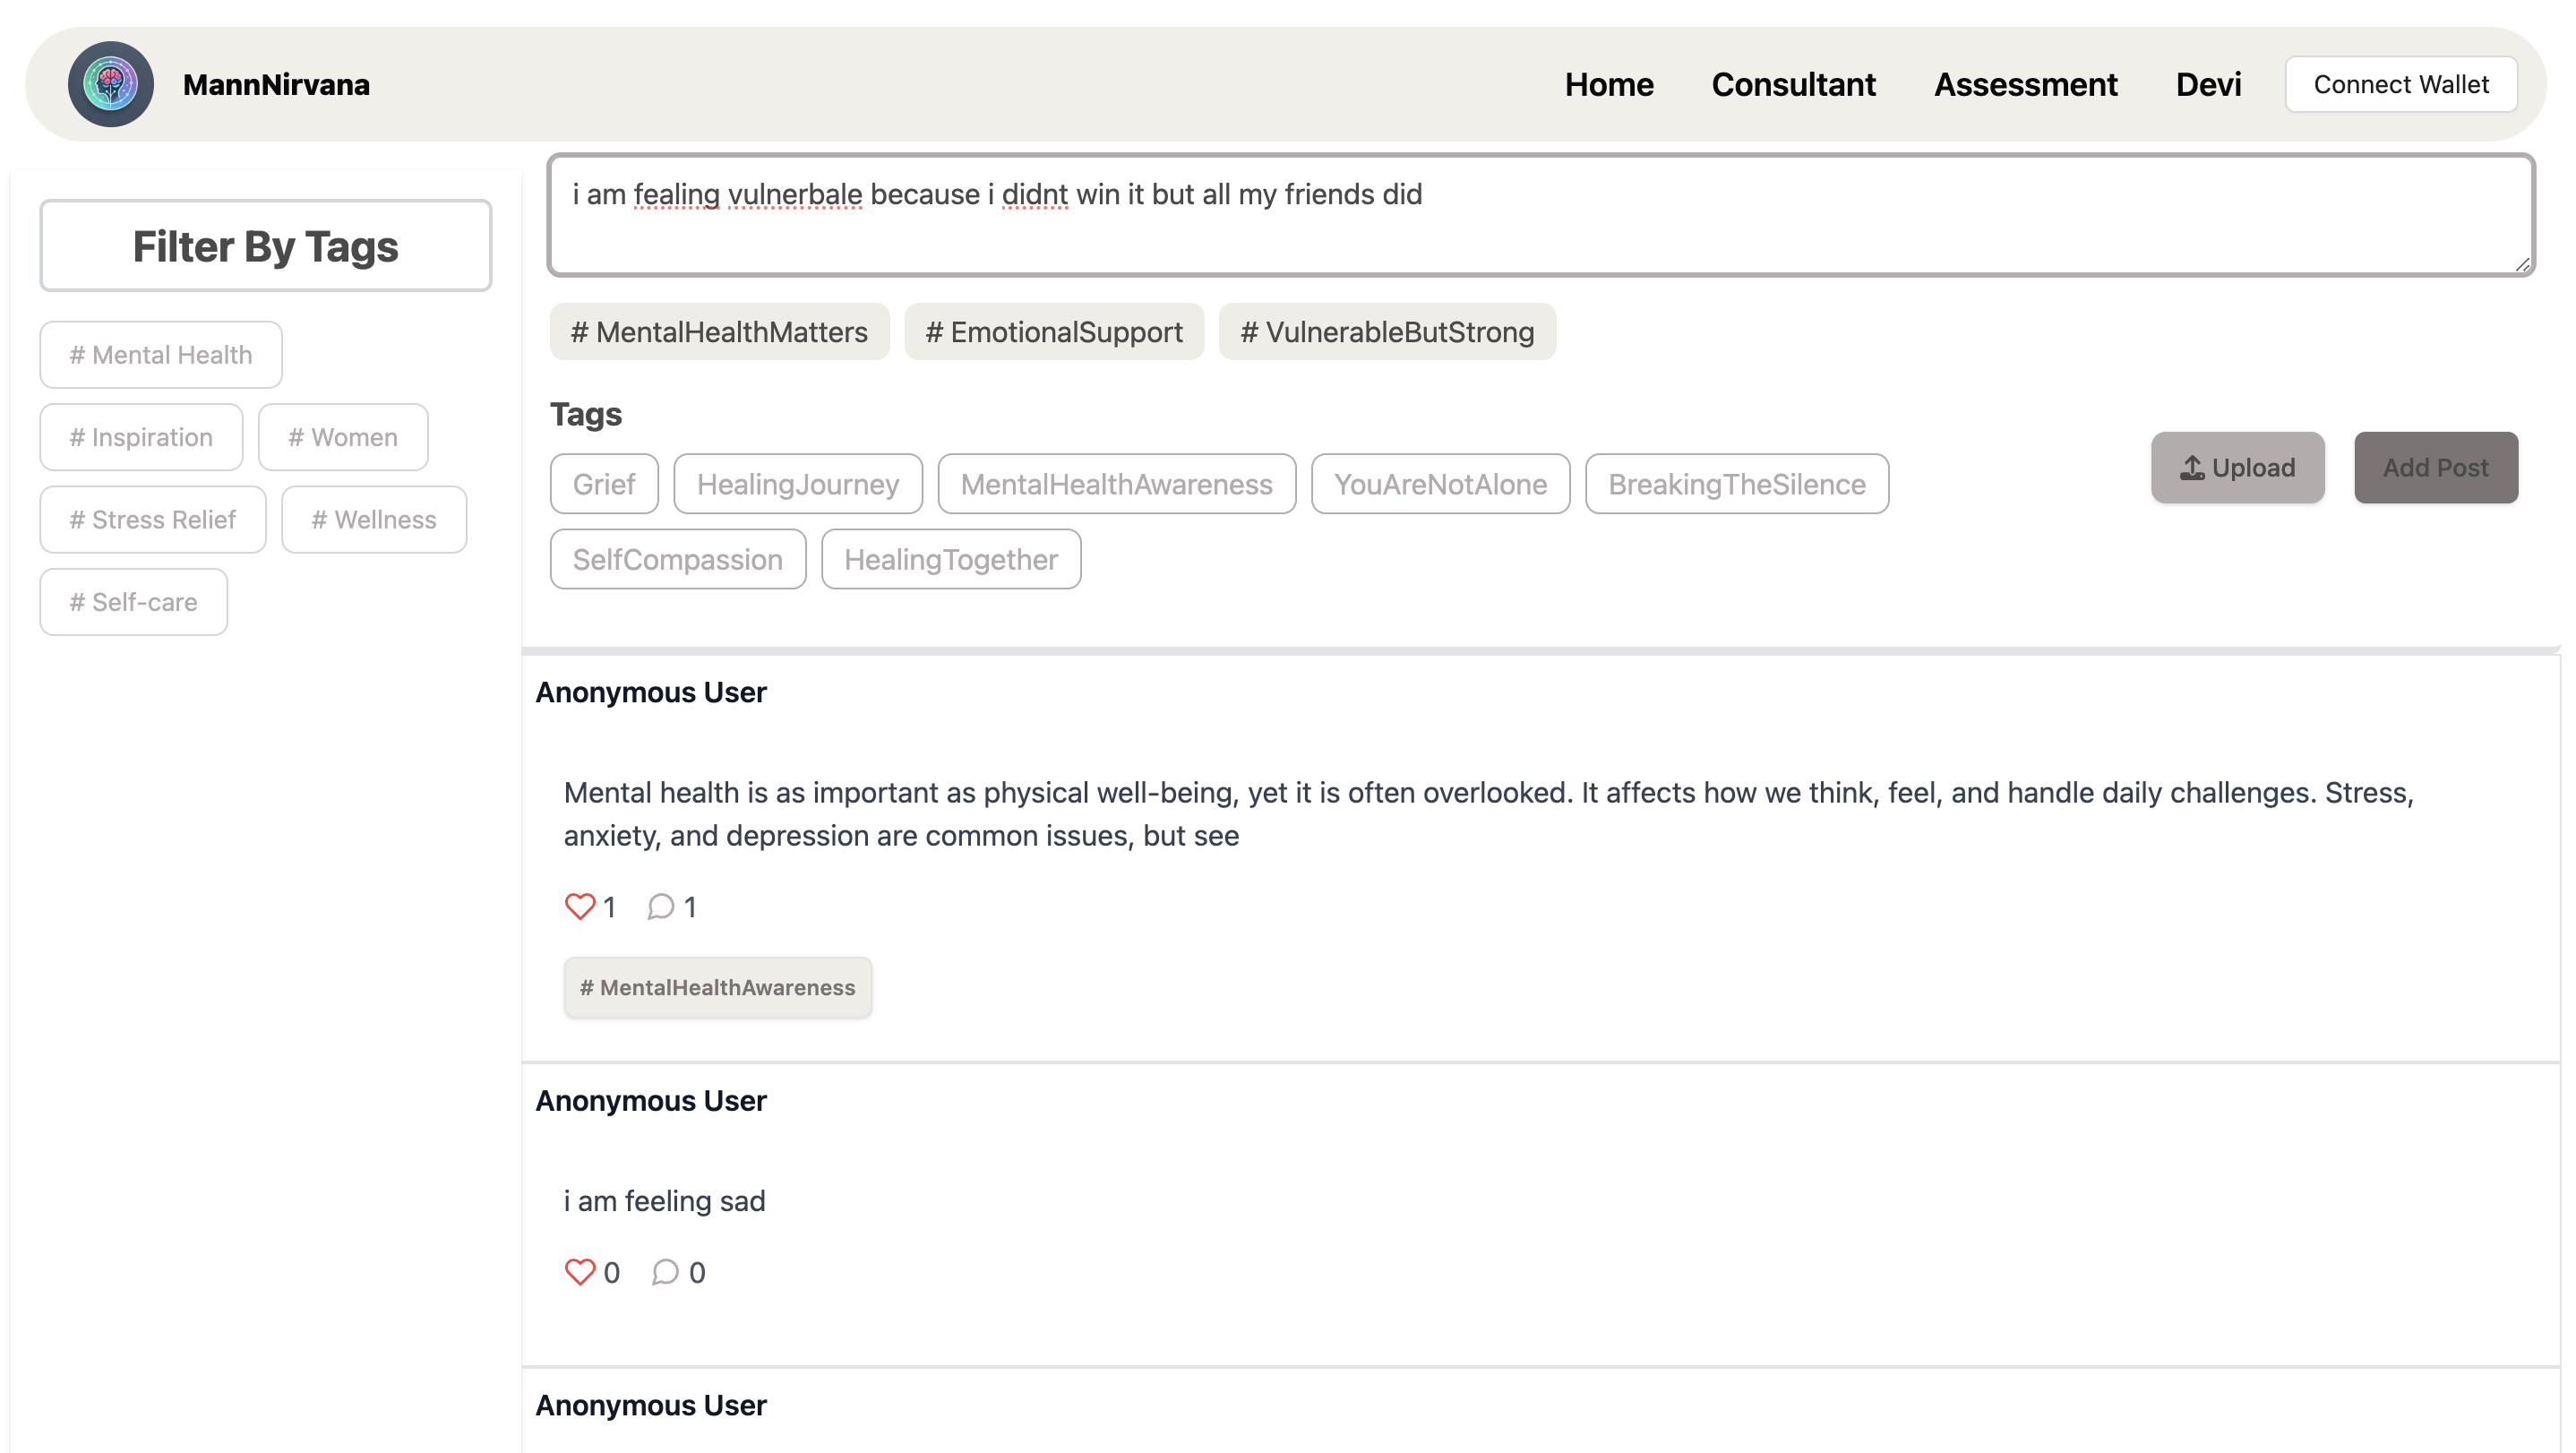 MannNirvana
Home Consultant Assessment Devi Connect Wallet
Filter By Tags
# Mental Health
# Inspiration # Women
# Stress Relief # Wellness
# Self-care
i am fealing vulnerbale because i didnt win it but all my friends did
# MentalHealthMatters # EmotionalSupport # VulnerableButStrong
Tags
Grief HealingJourney MentalHealthAwareness YouAreNotAlone BreakingTheSilence
SelfCompassion HealingTogether
Upload Add Post
Anonymous User
Mental health is as important as physical well-being, yet it is often overlooked. It affects how we think, feel, and handle daily challenges. Stress,
anxiety, and depression are common issues, but see
1 1
# MentalHealthAwareness
Anonymous User
i am feeling sad
0 0
Anonymous User